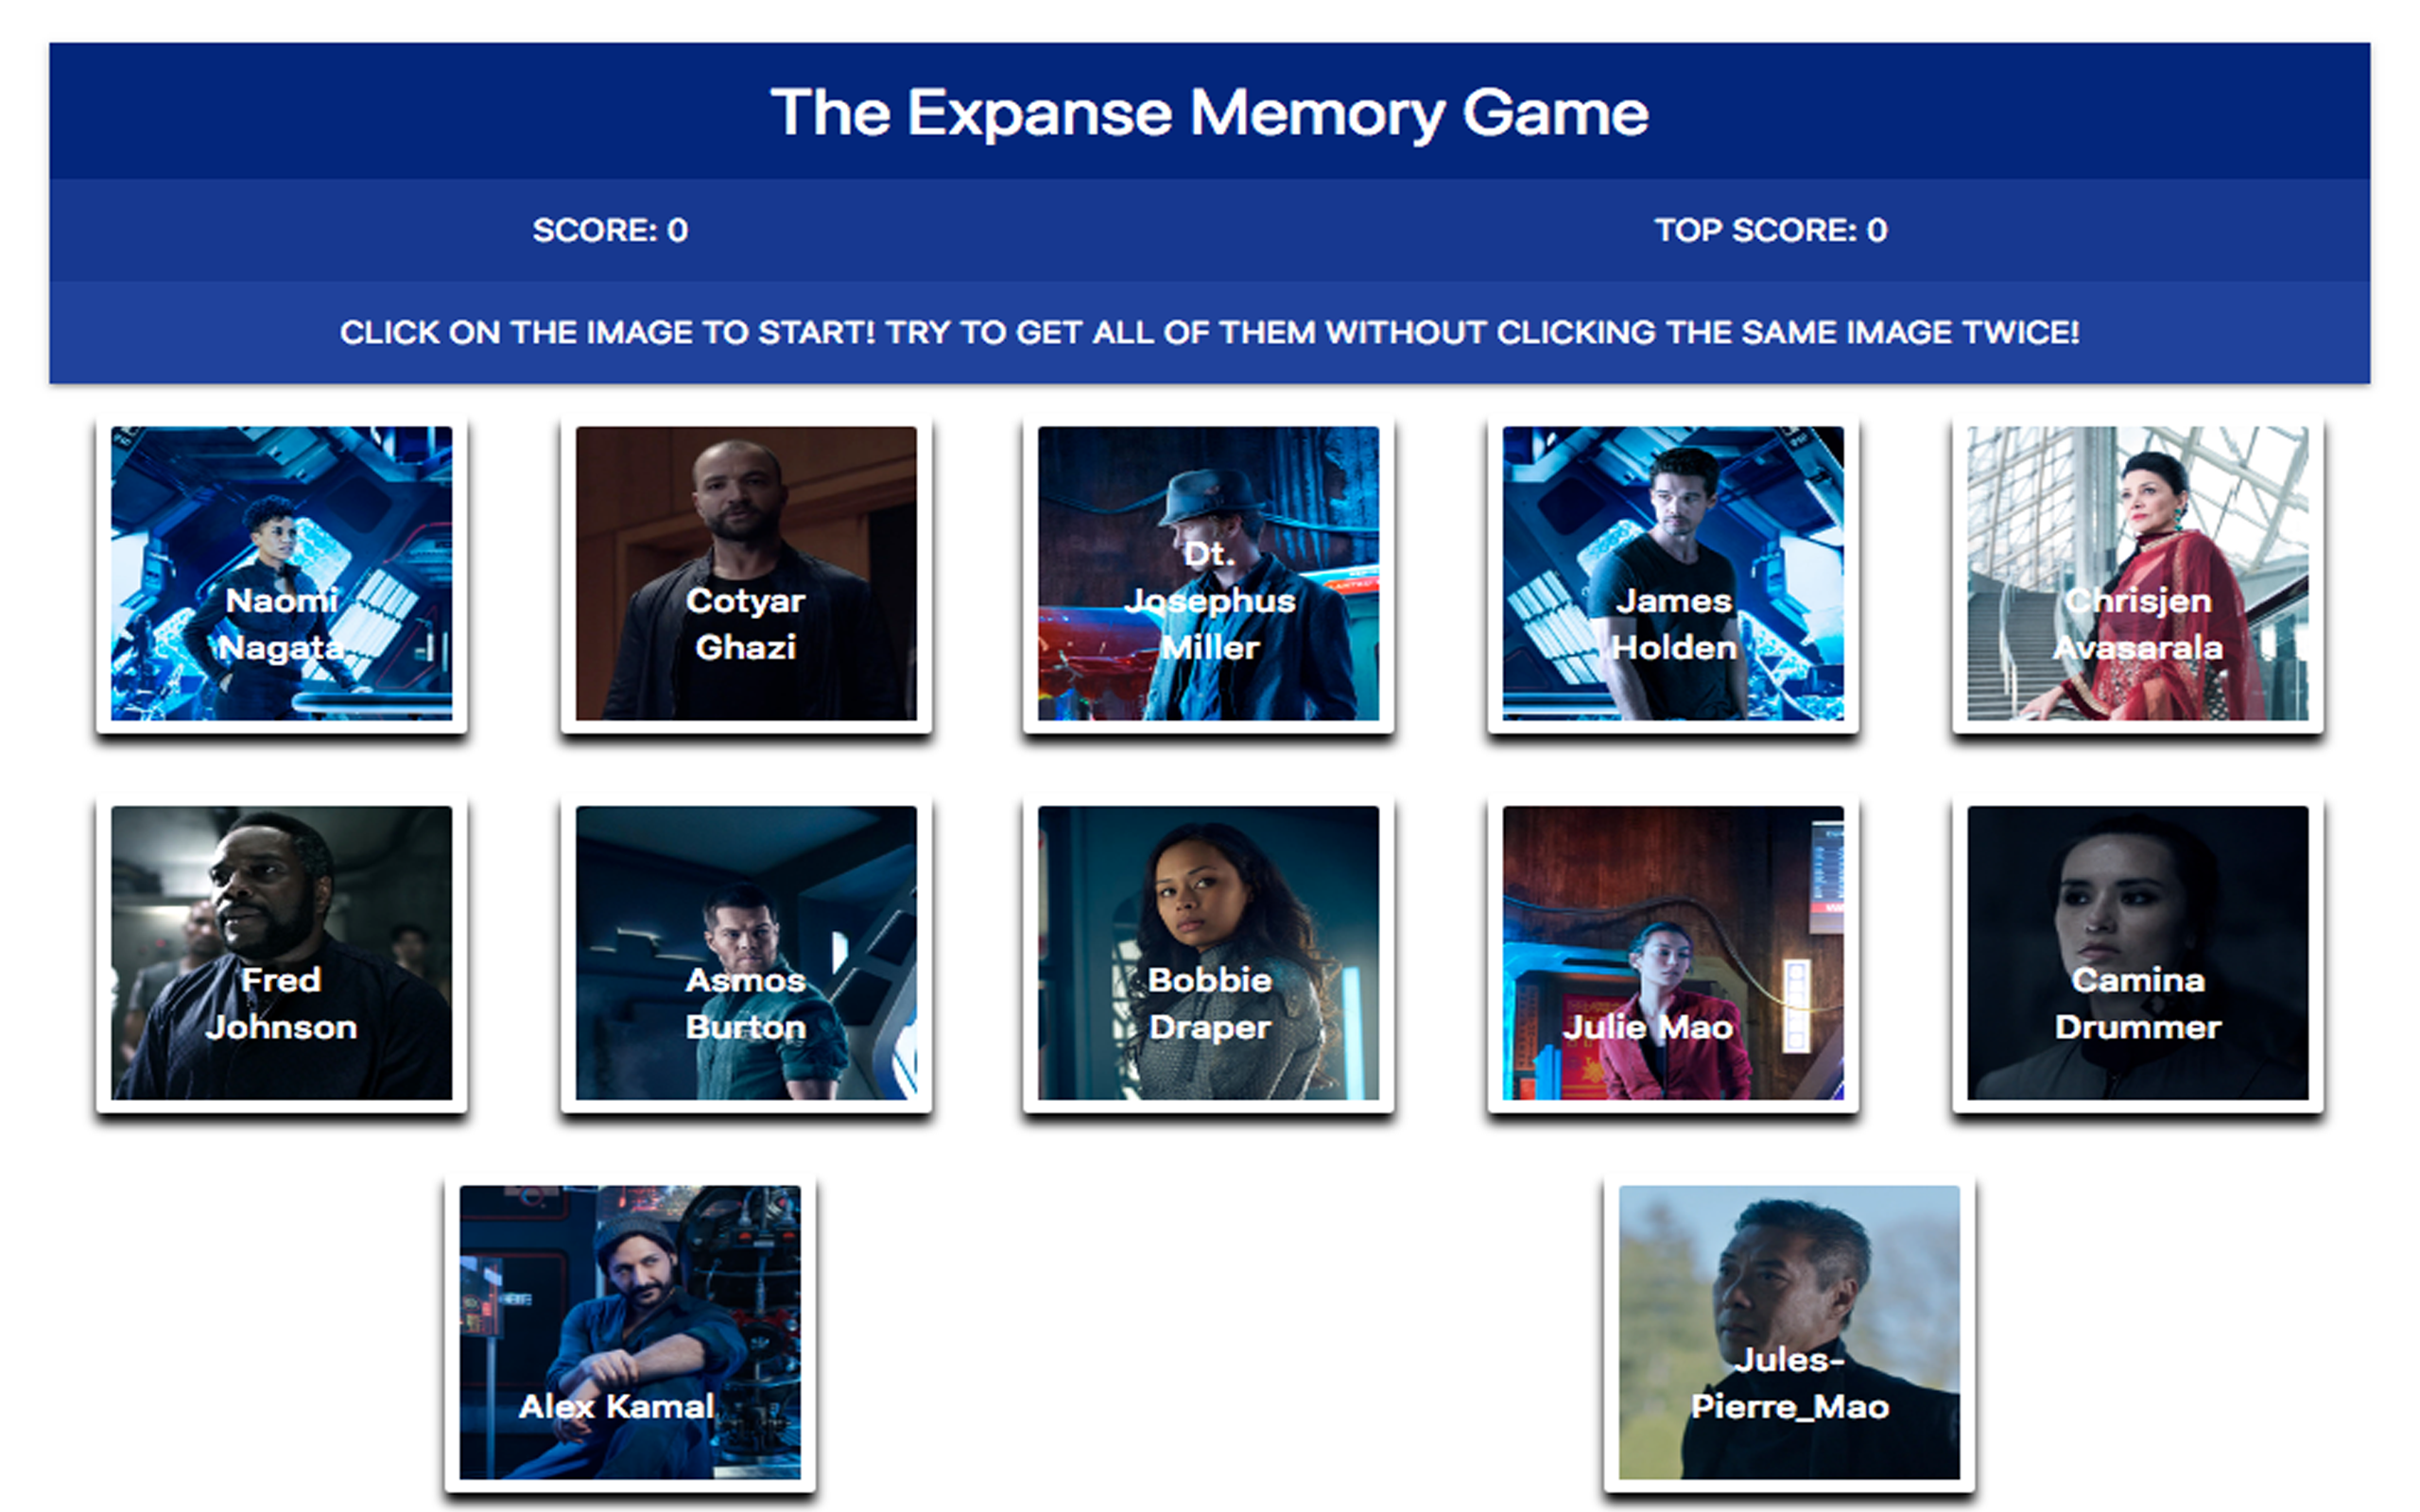 The Expanse Memory Game
SCORE: 0
TOP SCORE: 0
CLICK ON THE IMAGE TO START! TRY TO GET ALL OF THEM WITHOUT CLICKING THE SAME IMAGE TWICE!
Naomi
Nagata
Cotyar
Ghazi
Dt.
Josephus
Miller
James
Holden
Chrisjen
Avasarala
Fred
Johnson
Asmos
Burton
Bobbie
Draper
Julie Mao
Camina
Drummer
Alex Kamal
Jules-
Pierre_Mao